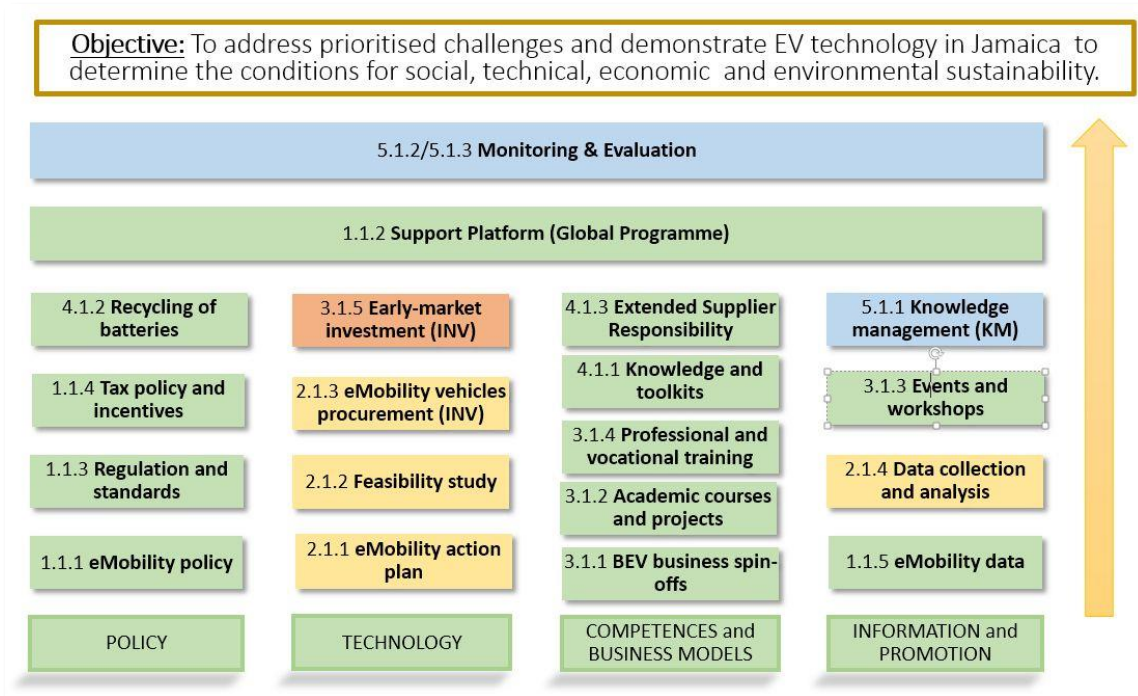 Objective: To address prioritised challenges and demonstrate EV technology in Jamaica to
determine the conditions for social, technical, economic and environmental sustainability.
5.1.2/5.1.3 Monitoring & Evaluation
1.1.2 Support Platform (Global Programme)
4.1.2 Recycling of
batteries
1.1.4 Tax policy and
incentives
1.1.3 Regulation and
standards
1.1.1 eMobility policy
POLICY
3.1.5 Early-market
investment (INV)
2.1.3 eMobility vehicles
procurement (INV)
2.1.2 Feasibility study
2.1.1 eMobility action
plan
TECHNOLOGY
4.1.3 Extended Supplier
Responsibility
4.1.1 Knowledge and
toolkits
3.1.4 Professional and
vocational training
3.1.2 Academic courses
and projects
3.1.1 BEV business spin-
offs
COMPETENCES and
BUSINESS MODELS
5.1.1 Knowledge
management (KM)
3.1.3 Events and
workshops
2.1.4 Data collection
and analysis
1.1.5 eMobility data
INFORMATION and
PROMOTION